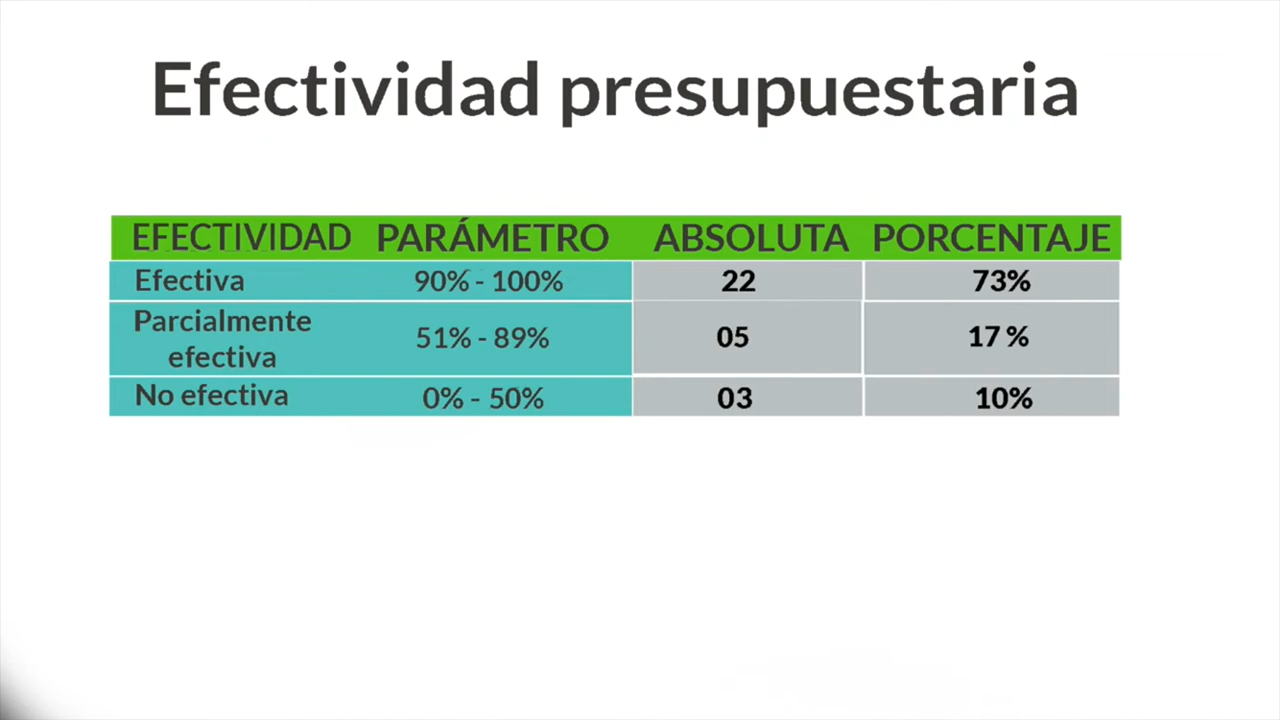 Efectividad presupuestaria
EFECTIVIDAD PARÁMETRO ABSOLUTA PORCENTAJE
Efectiva 90% - 100% 22 73%
Parcialmente
efectiva 51% - 89% 05 17 %
No efectiva 0% - 50% 03 10%